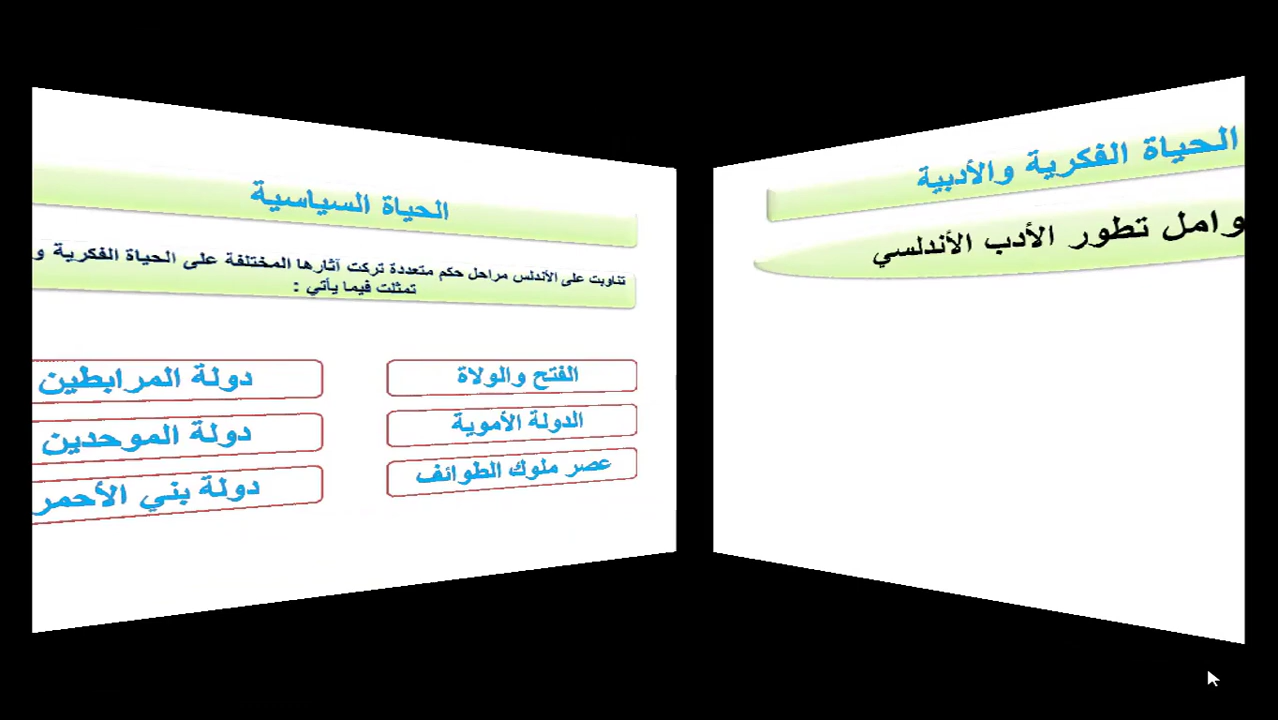 الحياة السياسية
تناوبت على الأندلس مراحل حكم متعددة تركت آثارها المختلفة على الحياة الفكرية و
تمثلت فيما يأتي :
الفتح والولاة
الدولة الأموية
عصر ملوك الطوائف
دولة المرابطين
دولة الموحدين
دولة بني الأحمر
الحياة الفكرية والأدبية
وامل تطور الأدب الأندلسي